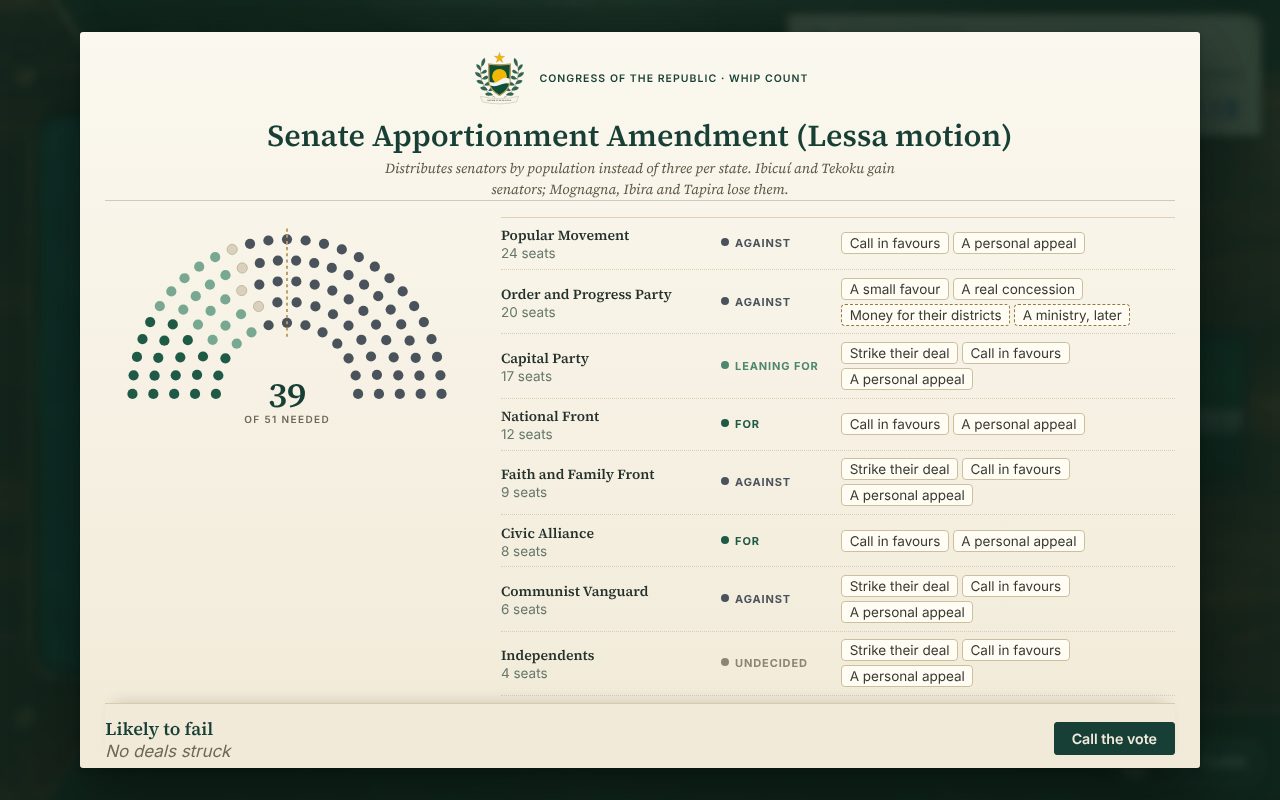 CONGRESS OF THE REPUBLIC · WHIP COUNT
Senate Apportionment Amendment (Lessa motion)
Distributes senators by population instead of three per state. Ibicuí and Tekoku gain
senators; Mognagna, Ibira and Tapira lose them.
39
OF 51 NEEDED
Popular Movement
24 seats
AGAINST
Call in favours
A personal appeal
Order and Progress Party
20 seats
AGAINST
A small favour
A real concession
Money for their districts
A ministry, later
Capital Party
17 seats
LEANING FOR
Strike their deal
Call in favours
A personal appeal
National Front
12 seats
FOR
Call in favours
A personal appeal
Faith and Family Front
9 seats
AGAINST
Strike their deal
Call in favours
A personal appeal
Civic Alliance
8 seats
FOR
Call in favours
A personal appeal
Communist Vanguard
6 seats
AGAINST
Strike their deal
Call in favours
A personal appeal
Independents
4 seats
UNDECIDED
Strike their deal
Call in favours
A personal appeal
Likely to fail
No deals struck
Call the vote